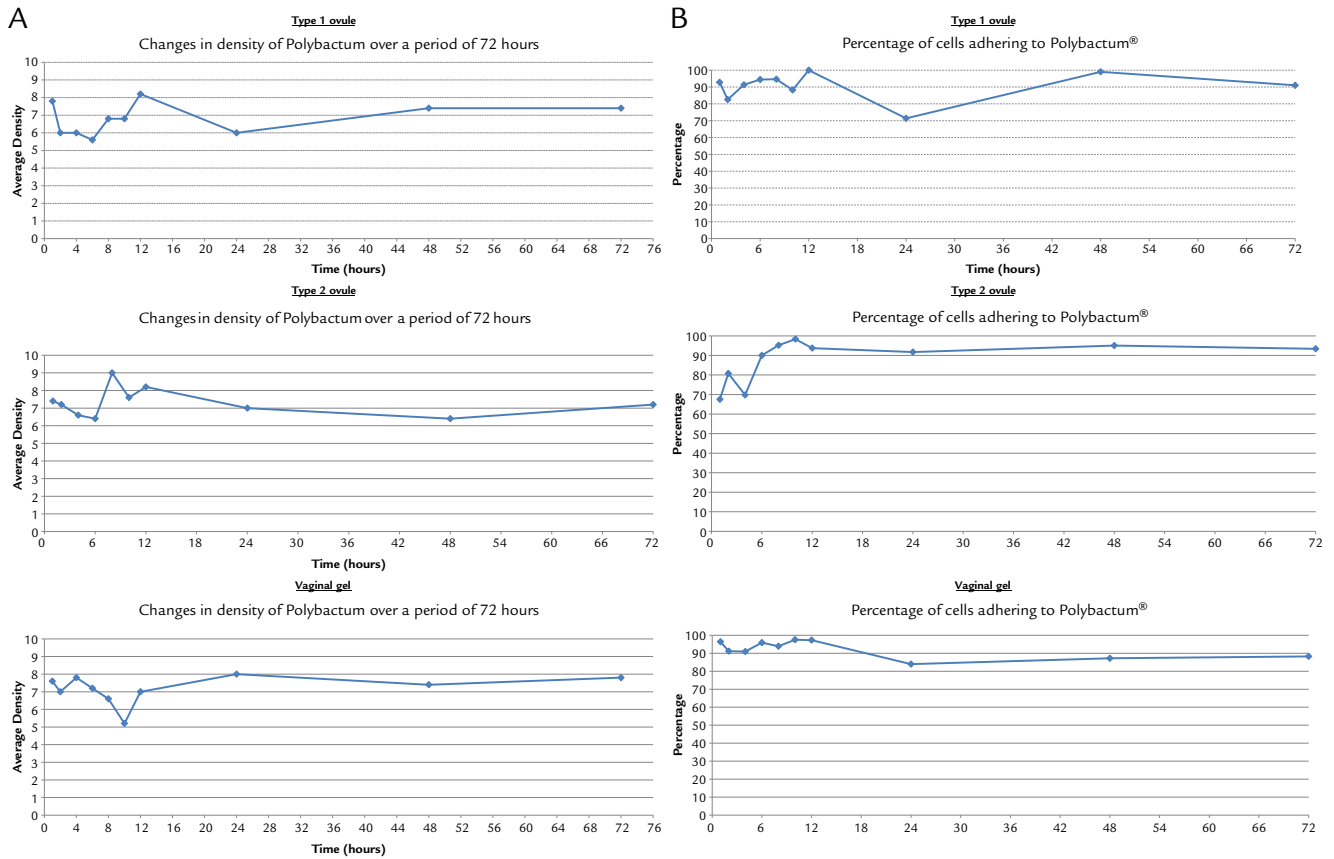 A
Type 1 ovule
Changes in density of Polybactum over a period of 72 hours
Average Density
10
9
8
7
6
5
4
3
2
1
0
0 4 8 12 16 20 24 28 32 36 40 44 48 52 56 60 64 68 72 76
Time (hours)
Type 2 ovule
Changes in density of Polybactum over a period of 72 hours
Average Density
10
9
8
7
6
5
4
3
2
1
0
0 6 12 18 24 30 36 42 48 54 60 66 72
Time (hours)
Vaginal gel
Changes in density of Polybactum over a period of 72 hours
Average Density
10
9
8
7
6
5
4
3
2
1
0
0 4 8 12 16 20 24 28 32 36 40 44 48 52 56 60 64 68 72 76
Time (hours)
B
Type 1 ovule
Percentage of cells adhering to Polybactum®
Percentage
100
90
80
70
60
50
40
30
20
10
0
0 6 12 18 24 30 36 42 48 54 60 66 72
Time (hours)
Type 2 ovule
Percentage of cells adhering to Polybactum®
Percentage
100
90
80
70
60
50
40
30
20
10
0
0 6 12 18 24 30 36 42 48 54 60 66 72
Vaginal gel
Percentage of cells adhering to Polybactum®
Percentage
100
90
80
70
60
50
40
30
20
10
0
0 6 12 18 24 30 36 42 48 54 60 66 72